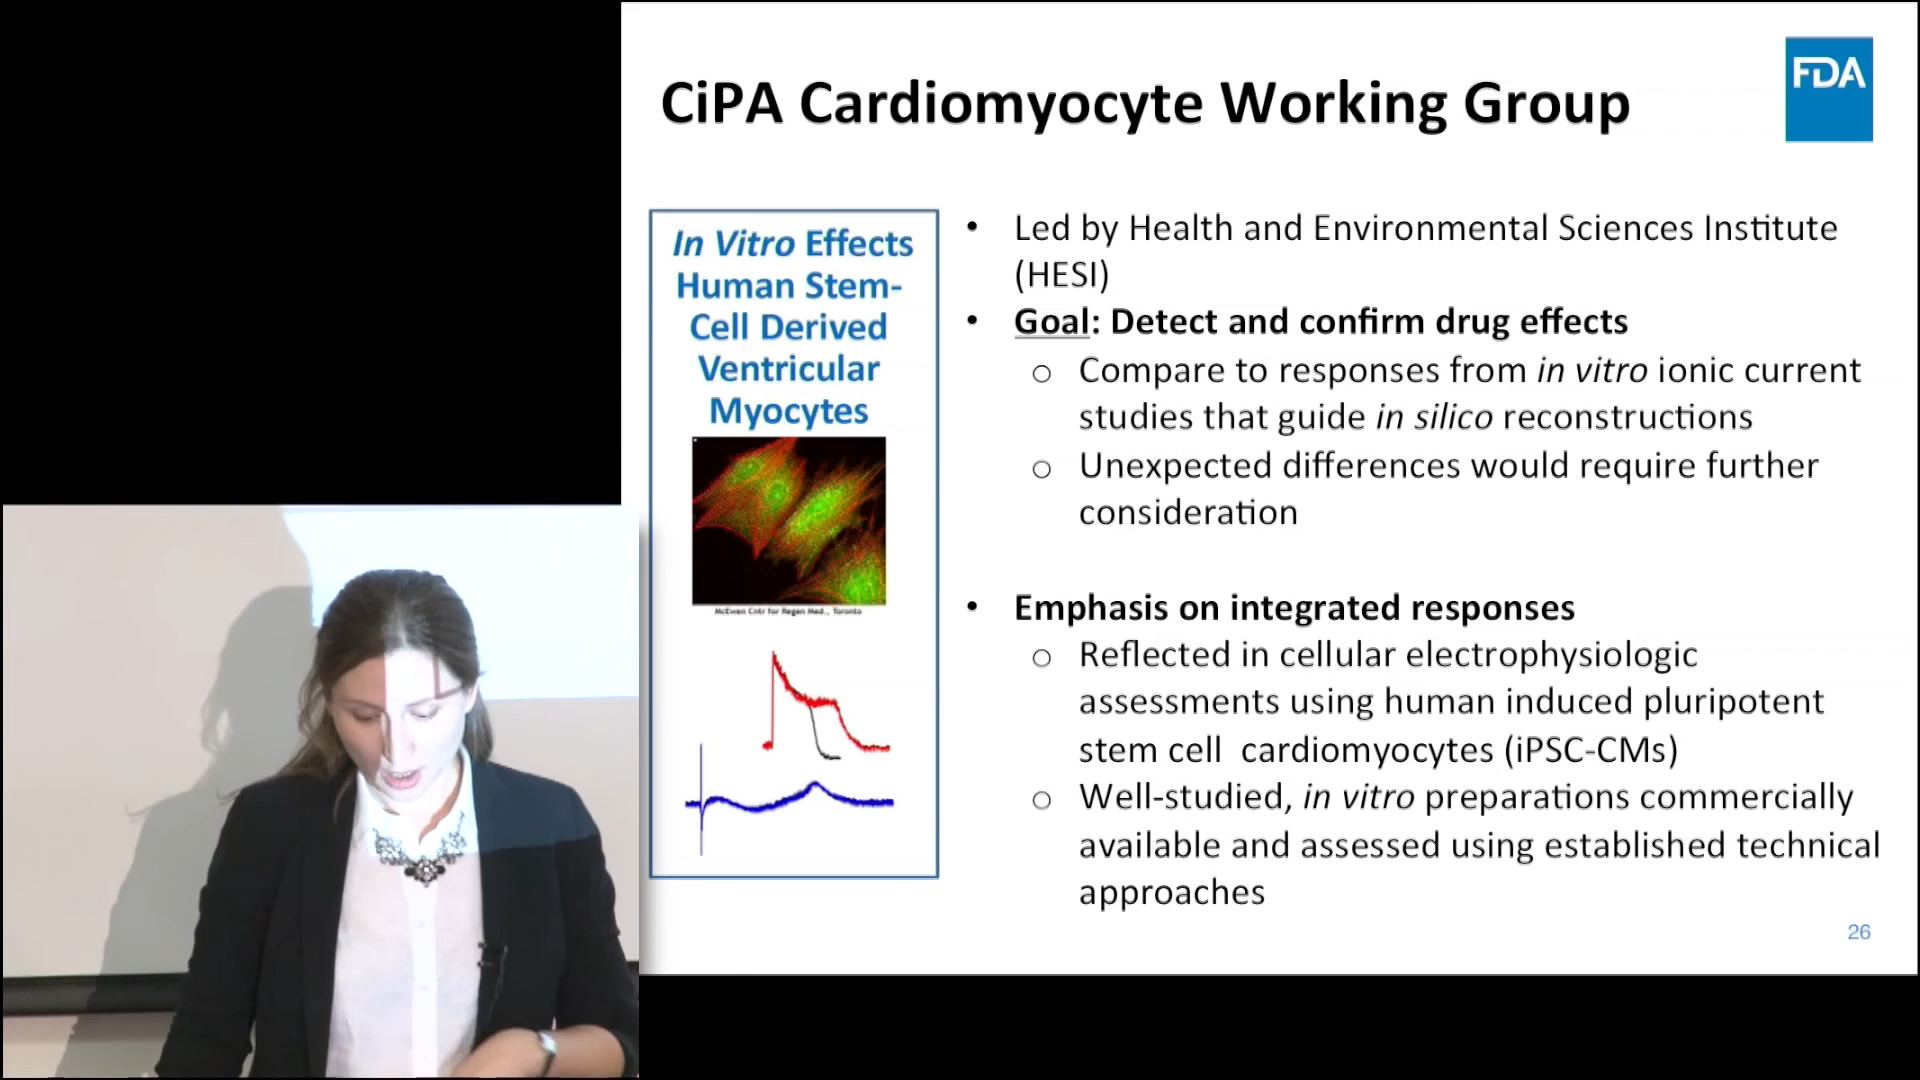 CiPA Cardiomyocyte Working Group
FDA
In Vitro Effects
Human Stem-
Cell Derived
Ventricular
Myocytes
McEwen Cntr for Regen Med., Toronto
• Led by Health and Environmental Sciences Institute
(HESI)
• Goal: Detect and confirm drug effects
o Compare to responses from in vitro ionic current
studies that guide in silico reconstructions
o Unexpected differences would require further
consideration
• Emphasis on integrated responses
o Reflected in cellular electrophysiologic
assessments using human induced pluripotent
stem cell cardiomyocytes (iPSC-CMs)
o Well-studied, in vitro preparations commercially
available and assessed using established technical
approaches
26